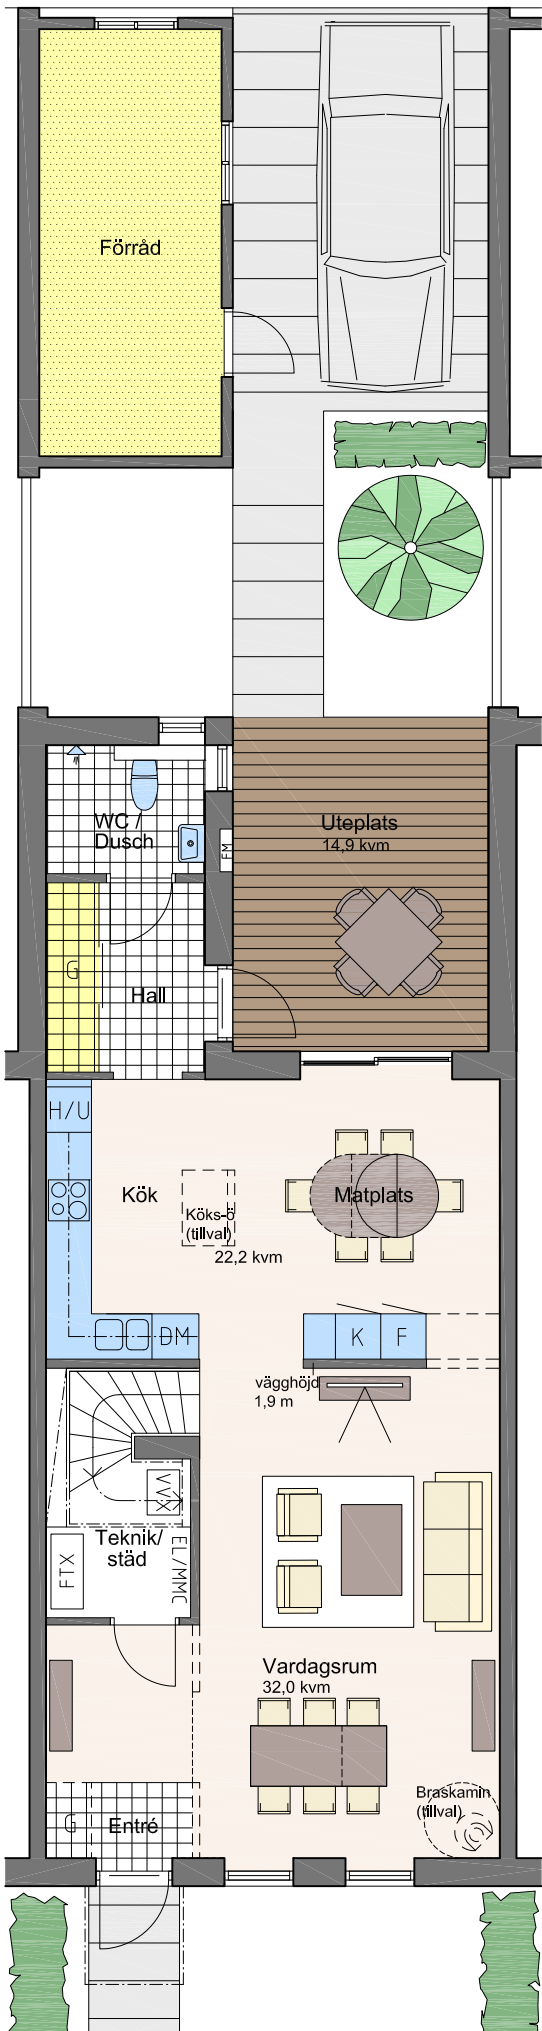 Förråd
WC /
Dusch
FM
Uteplats
14,9 kvm
G
Hall
H/U
Kök
Köks-ö
(tillval)
22,2 kvm
Matplats
DM
K
F
vägghöjd
1,9 m
VVX
Teknik/
städ
FTX
EL/MMC
Vardagsrum
32,0 kvm
Braskamin
(tillval)
G
Entré